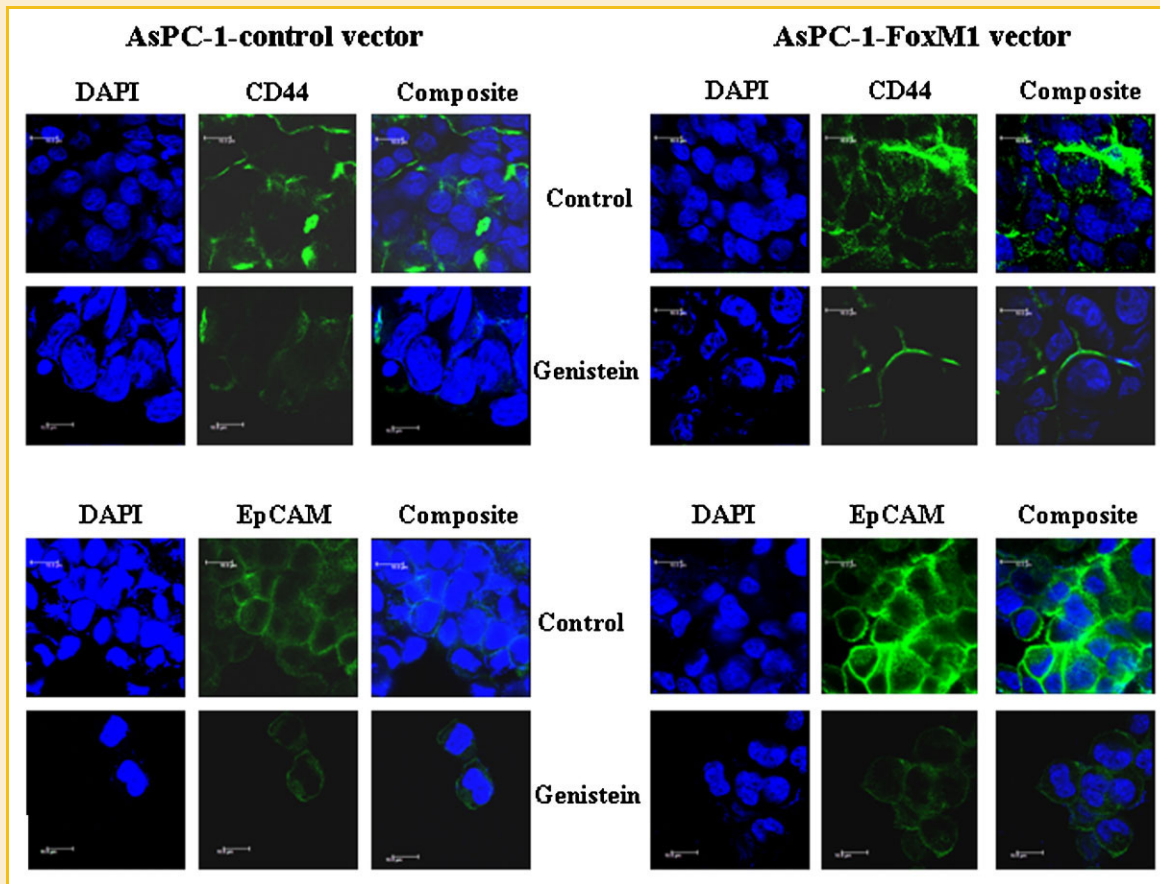 AsPC-1-control vector
AsPC-1-FoxM1 vector
DAPI CD44 Composite
DAPI CD44 Composite
Control
Genistein
DAPI EpCAM Composite
DAPI EpCAM Composite
Control
Genistein